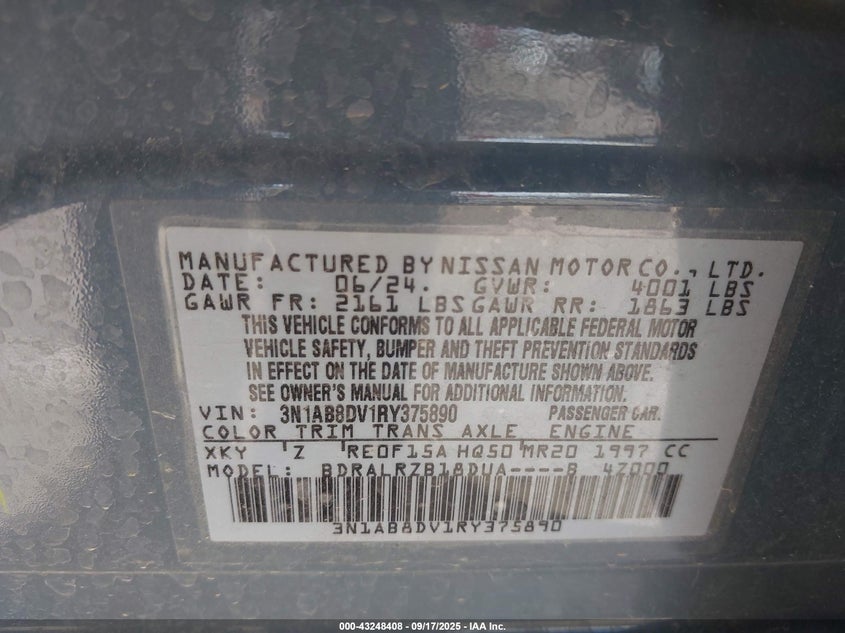 MANUFACTURED BY NISSAN MOTOR CO., LTD.
DATE: 06/24. GVWR: 4001 LBS
GAWR FR: 2161 LBS GAWR RR: 1863 LBS
THIS VEHICLE CONFORMS TO ALL APPLICABLE FEDERAL MOTOR
VEHICLE SAFETY, BUMPER AND THEFT PREVENTION STANDARDS
IN EFFECT ON THE DATE OF MANUFACTURE SHOWN ABOVE.
SEE OWNER'S MANUAL FOR ADDITIONAL INFORMATION.
VIN: 3N1AB8DV1RY375890 PASSENGER CAR.
COLOR TRIM TRANS AXLE ENGINE
XKY Z RE0F15A HQ50 MR20 1997 CC
MODEL: BDRALRZB18DUA----B 4Z000
3N1AB8DV1RY375890
000-43248408 - 09/17/2025 - IAA Inc.